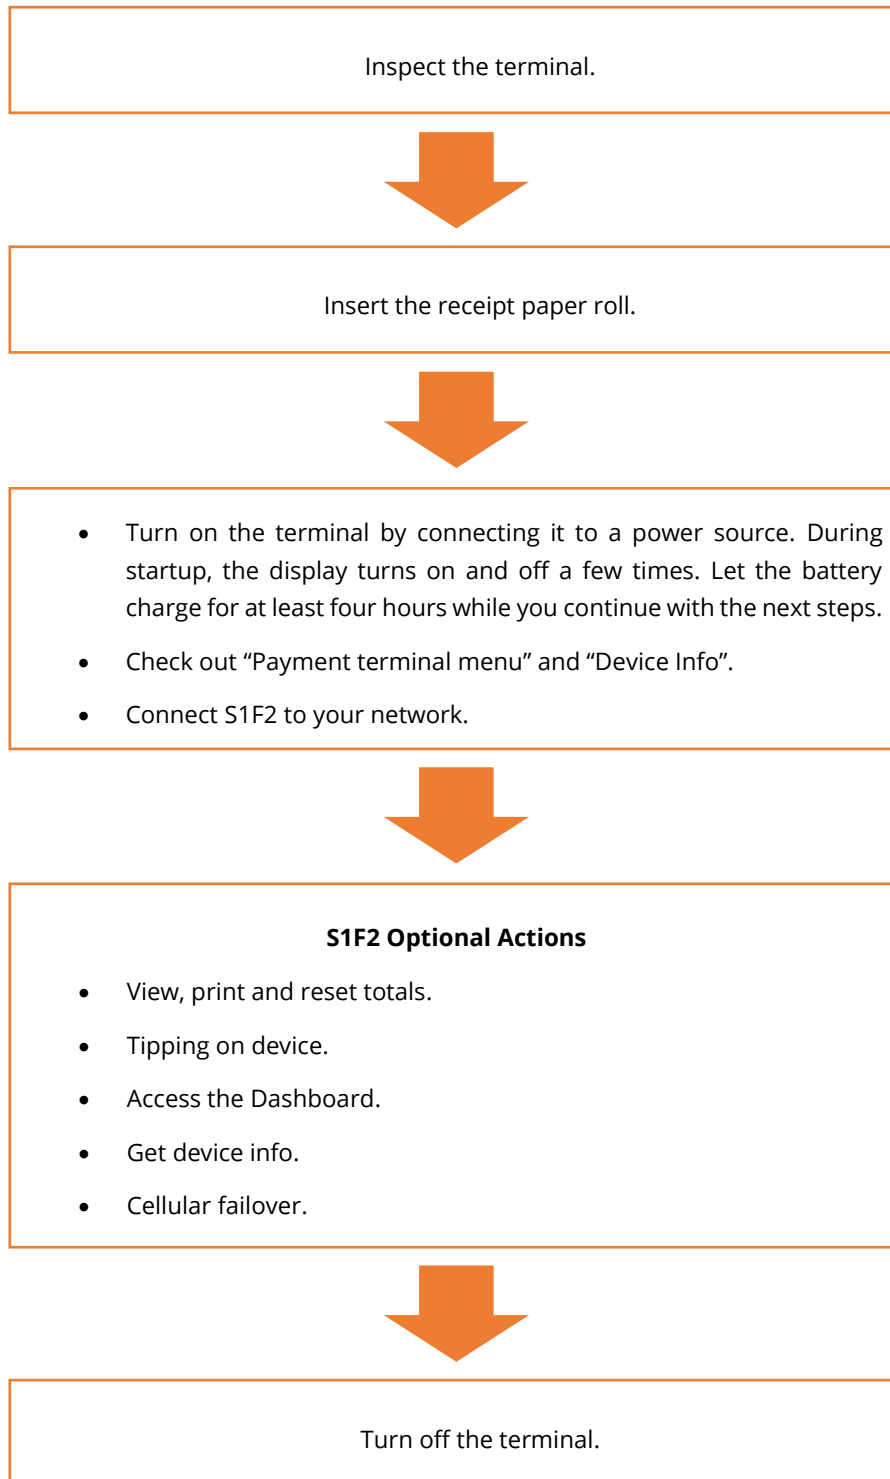 Inspect the terminal.
Insert the receipt paper roll.
• Turn on the terminal by connecting it to a power source. During
startup, the display turns on and off a few times. Let the battery
charge for at least four hours while you continue with the next steps.
• Check out “Payment terminal menu” and “Device Info”.
• Connect S1F2 to your network.
S1F2 Optional Actions
• View, print and reset totals.
• Tipping on device.
• Access the Dashboard.
• Get device info.
• Cellular failover.
Turn off the terminal.